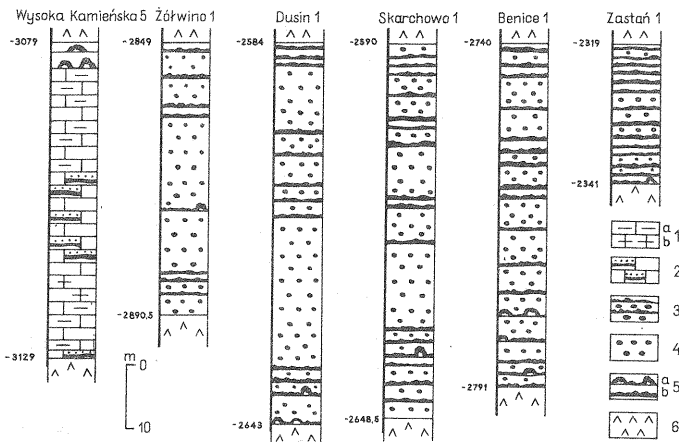 Wysoka Kamieńska 5 Żółwino 1 Dusin 1 Skarchowo 1 Benice 1 Zastań 1
-3079 -2849 -2584 -2590 -2740 -2319
-2341
a
b 1
2
3
-2890,5
4
-3129
m
0
a
b 5
-2791
10
-2643 -2648,5
6